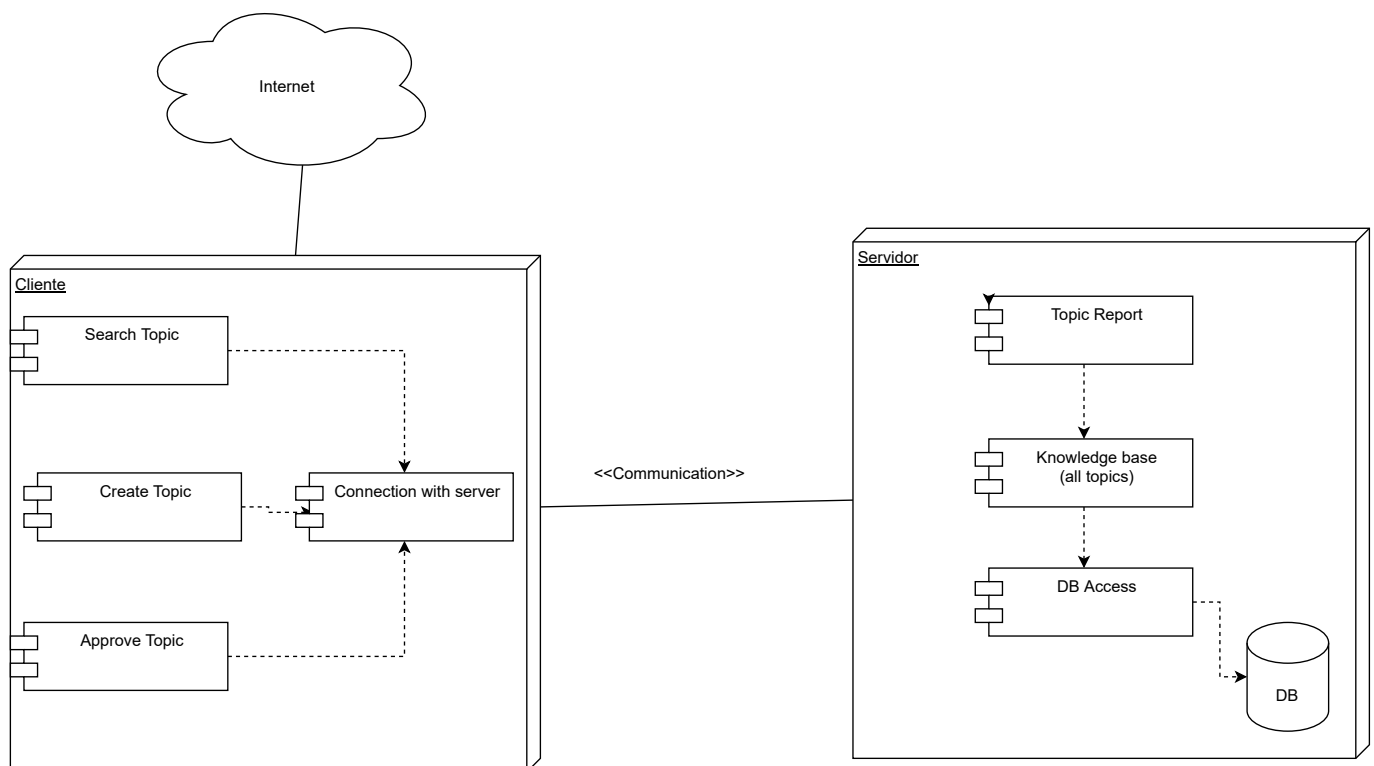 Internet
Cliente
Search Topic
Create Topic
Connection with server
Approve Topic
<<Communication>>
Servidor
Topic Report
Knowledge base
(all topics)
DB Access
DB